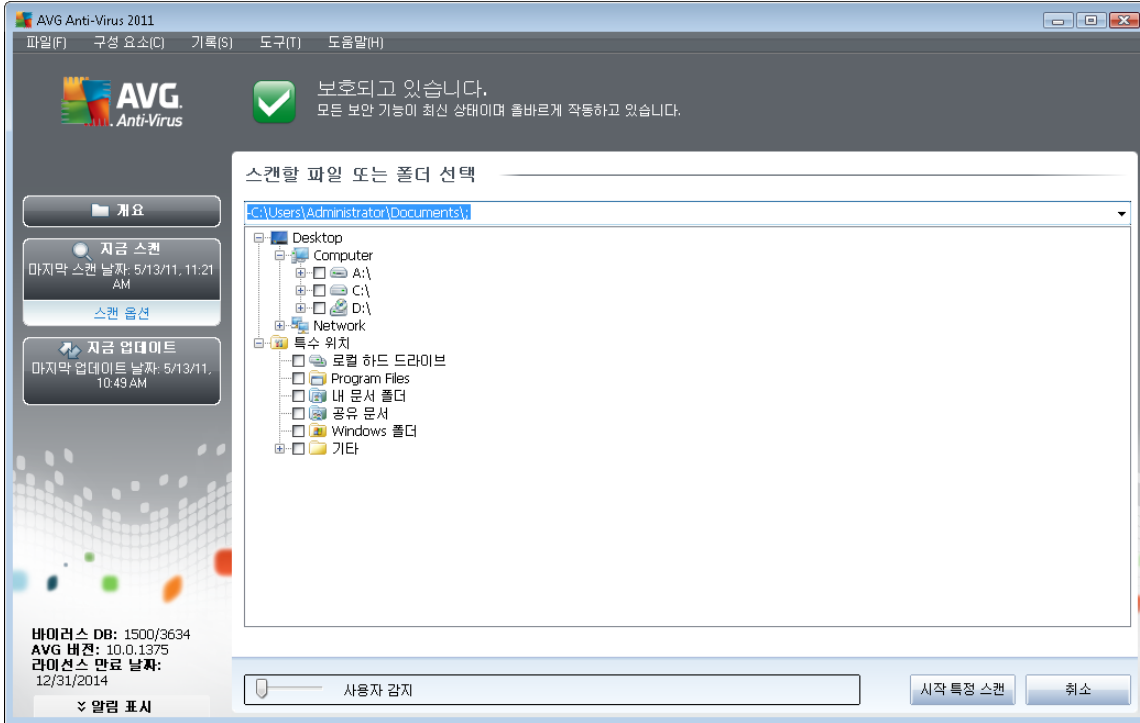 AVG Anti-Virus 2011
파일(F) 구성 요소(C) 기록(S) 도구(T) 도움말(H)
AVG.
Anti-Virus
보호되고 있습니다.
모든 보안 기능이 최신 상태이며 올바르게 작동하고 있습니다.
개요
지금 스캔
마지막 스캔 날짜: 5/13/11, 11:21
AM
스캔 옵션
지금 업데이트
마지막 업데이트 날짜: 5/13/11,
10:49 AM
바이러스 DB: 1500/3634
AVG 버전: 10.0.1375
라이선스 만료 날짜:
12/31/2014
알림 표시
스캔할 파일 또는 폴더 선택
-C:\Users\Administrator\Documents\;
Desktop
Computer
A:\
C:\
D:\
Network
특수 위치
로컬 하드 드라이브
Program Files
내 문서 폴더
공유 문서
Windows 폴더
기타
사용자 감지
시작 특정 스캔
취소